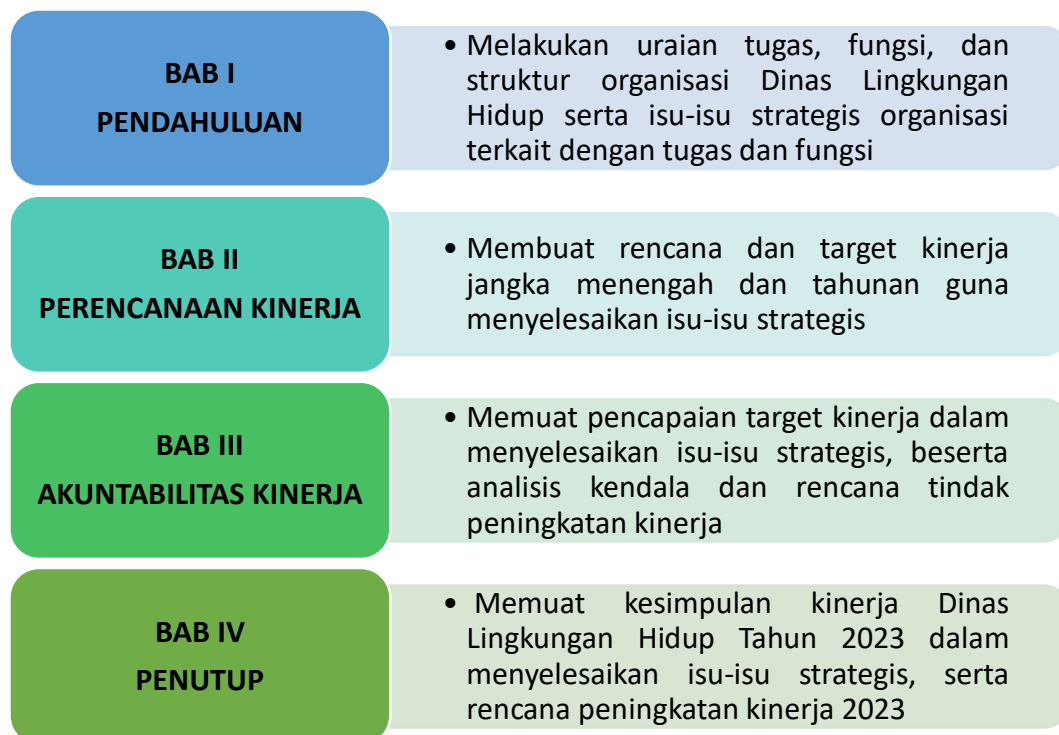 BAB I
PENDAHULUAN
• Melakukan uraian tugas, fungsi, dan
struktur organisasi Dinas Lingkungan
Hidup serta isu-isu strategis organisasi
terkait dengan tugas dan fungsi
BAB II
PERENCANAAN KINERJA
• Membuat rencana dan target kinerja
jangka menengah dan tahunan guna
menyelesaikan isu-isu strategis
BAB III
AKUNTABILITAS KINERJA
• Memuat pencapaian target kinerja dalam
menyelesaikan isu-isu strategis, beserta
analisis kendala dan rencana tindak
peningkatan kinerja
BAB IV
PENUTUP
• Memuat kesimpulan kinerja Dinas
Lingkungan Hidup Tahun 2023 dalam
menyelesaikan isu-isu strategis, serta
rencana peningkatan kinerja 2023